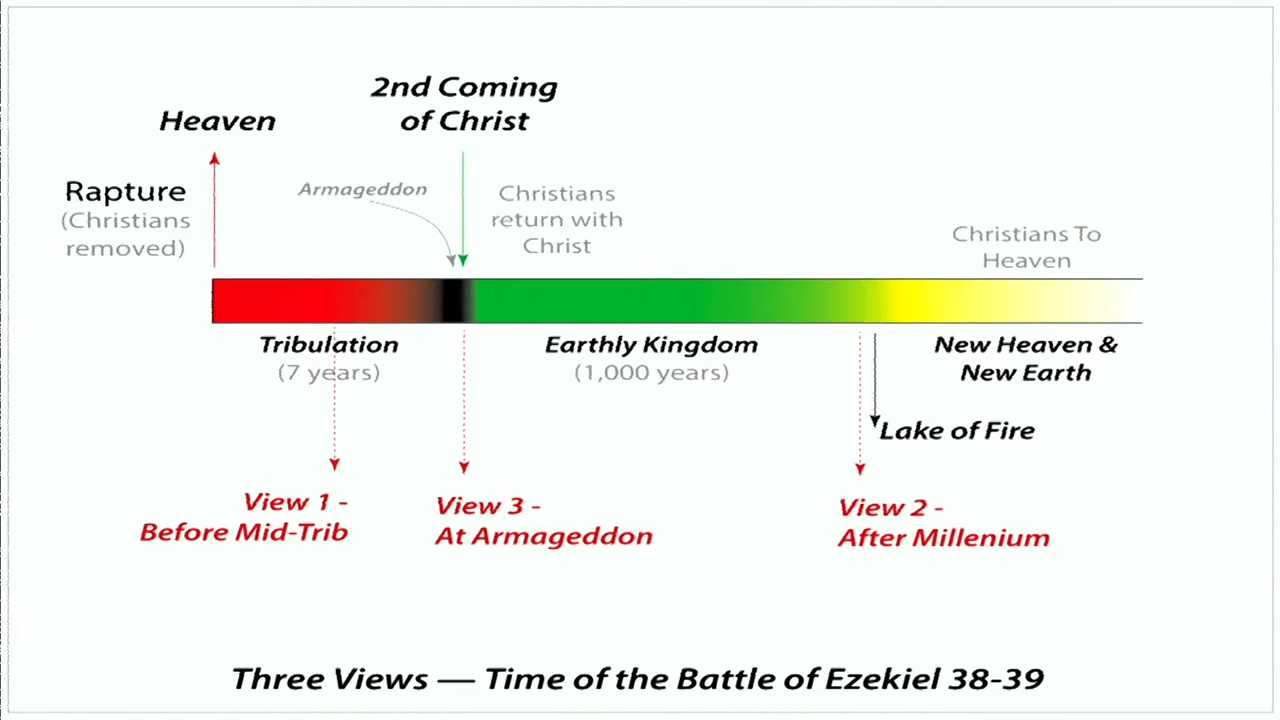 2nd Coming
of Christ
Heaven
Rapture
(Christians
removed)
Armageddon
Christians
return with
Christ
Christians To
Heaven
Tribulation
(7 years)
Earthly Kingdom
(1,000 years)
New Heaven &
New Earth
Lake of Fire
View 1 -
Before Mid-Trib
View 3 -
At Armageddon
View 2 -
After Millenium
Three Views — Time of the Battle of Ezekiel 38-39